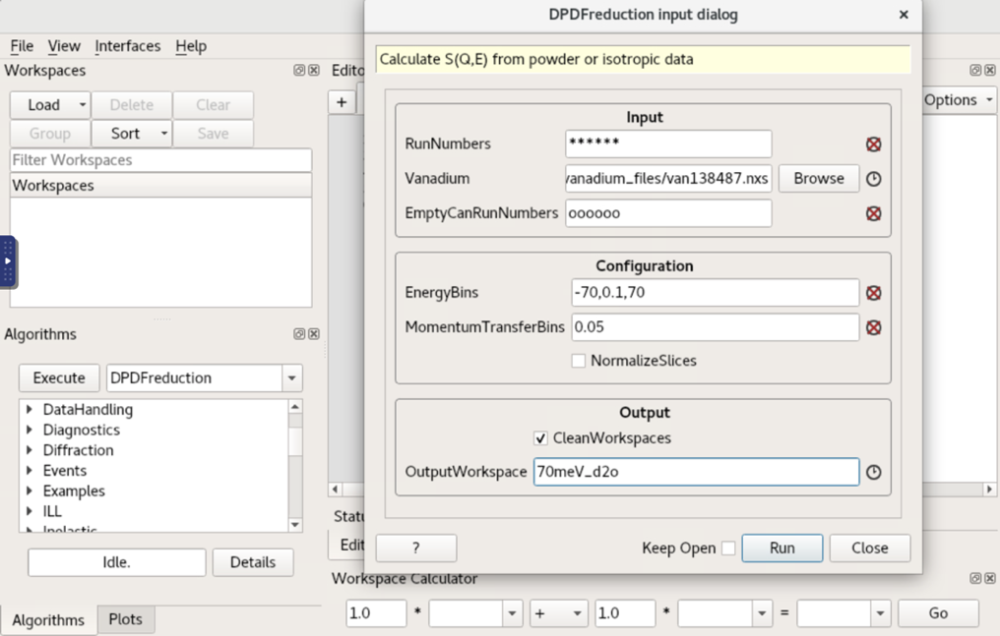 DPDFreduction input dialog
×
File View Interfaces Help
Workspaces
Load Delete Clear
Group Sort Save
Filter Workspaces
Workspaces
Algorithms
Execute DPDFreduction
DataHandling
Diagnostics
Diffraction
Events
Examples
ILL
Inelastic
Idle. Details
Algorithms Plots
Edito
+
Options
Calculate S(Q,E) from powder or isotropic data
Input
RunNumbers ******
Vanadium vanadium_files/van138487.nxs Browse
EmptyCanRunNumbers oooooo
Configuration
EnergyBins -70,0.1,70
MomentumTransferBins 0.05
NormalizeSlices
Output
CleanWorkspaces
OutputWorkspace 70meV_d2o
Statu
Edit
? Keep Open Run Close
Workspace Calculator
1.0 * + 1.0 * = Go